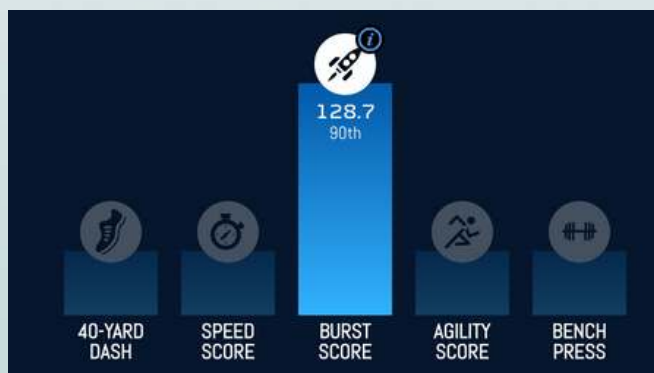 i
128.7
90th
40-YARD
DASH
SPEED
SCORE
BURST
SCORE
AGILITY
SCORE
BENCH
PRESS